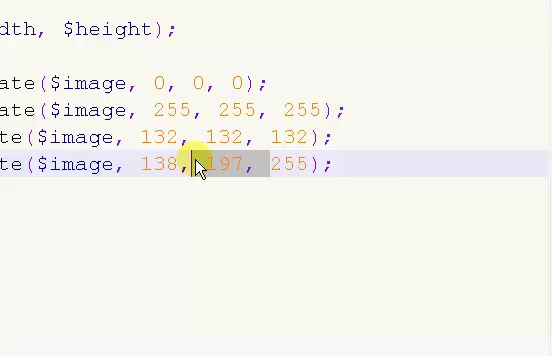 dth, $height);
ate($image, 0, 0, 0);
ate($image, 255, 255, 255);
te($image, 132, 132, 132);
te($image, 138, 197, 255);